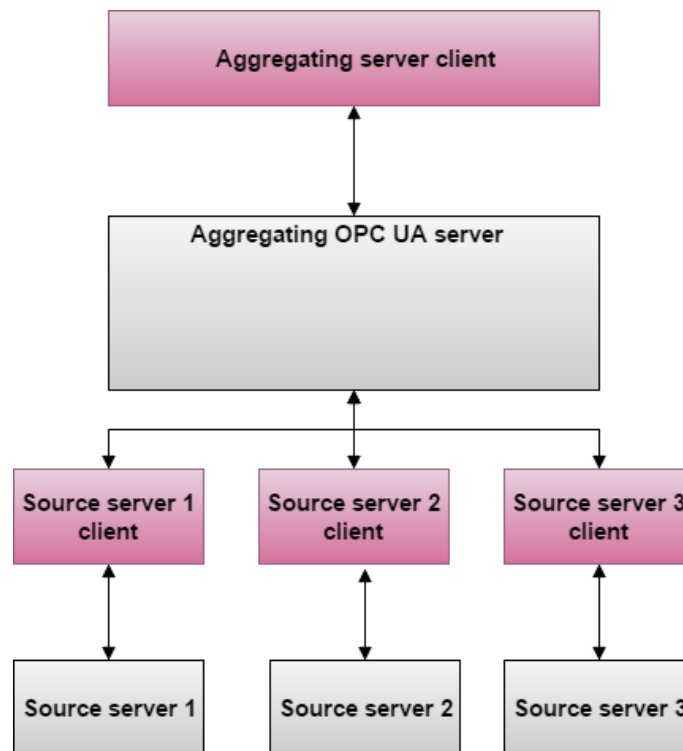 Aggregating server client
Aggregating OPC UA server
Source server 1
client
Source server 2
client
Source server 3
client
Source server 1
Source server 2
Source server 3